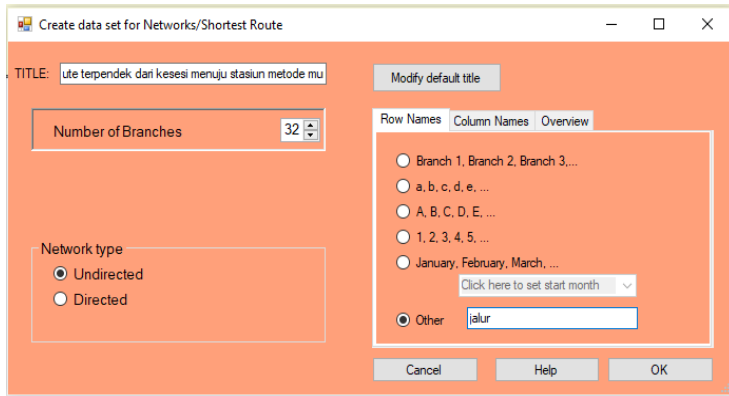 Create data set for Networks/Shortest Route
TITLE: ute terpendek dari kesesi menuju stasiun metode mu
Modify default title
Number of Branches 32
Row Names Column Names Overview
Branch 1, Branch 2, Branch 3,...
a, b, c, d, e, ...
A, B, C, D, E, ...
1, 2, 3, 4, 5, ...
January, February, March, ...
Click here to set start month
Other jalur
Network type
Undirected
Directed
Cancel Help OK